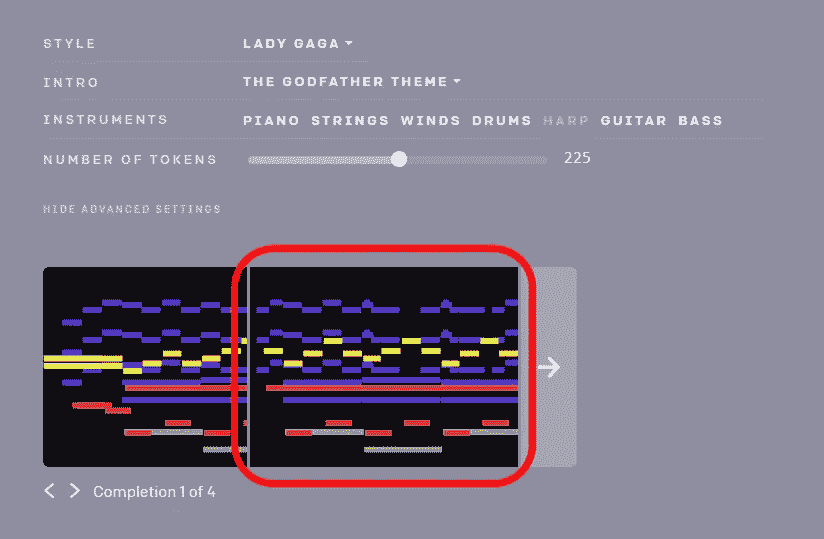 STYLE LADY GAGA
INTRO THE GODFATHER THEME
INSTRUMENTS PIANO STRINGS WINDS DRUMS HARP GUITAR BASS
NUMBER OF TOKENS 225
HIDE ADVANCED SETTINGS
Completion 1 of 4